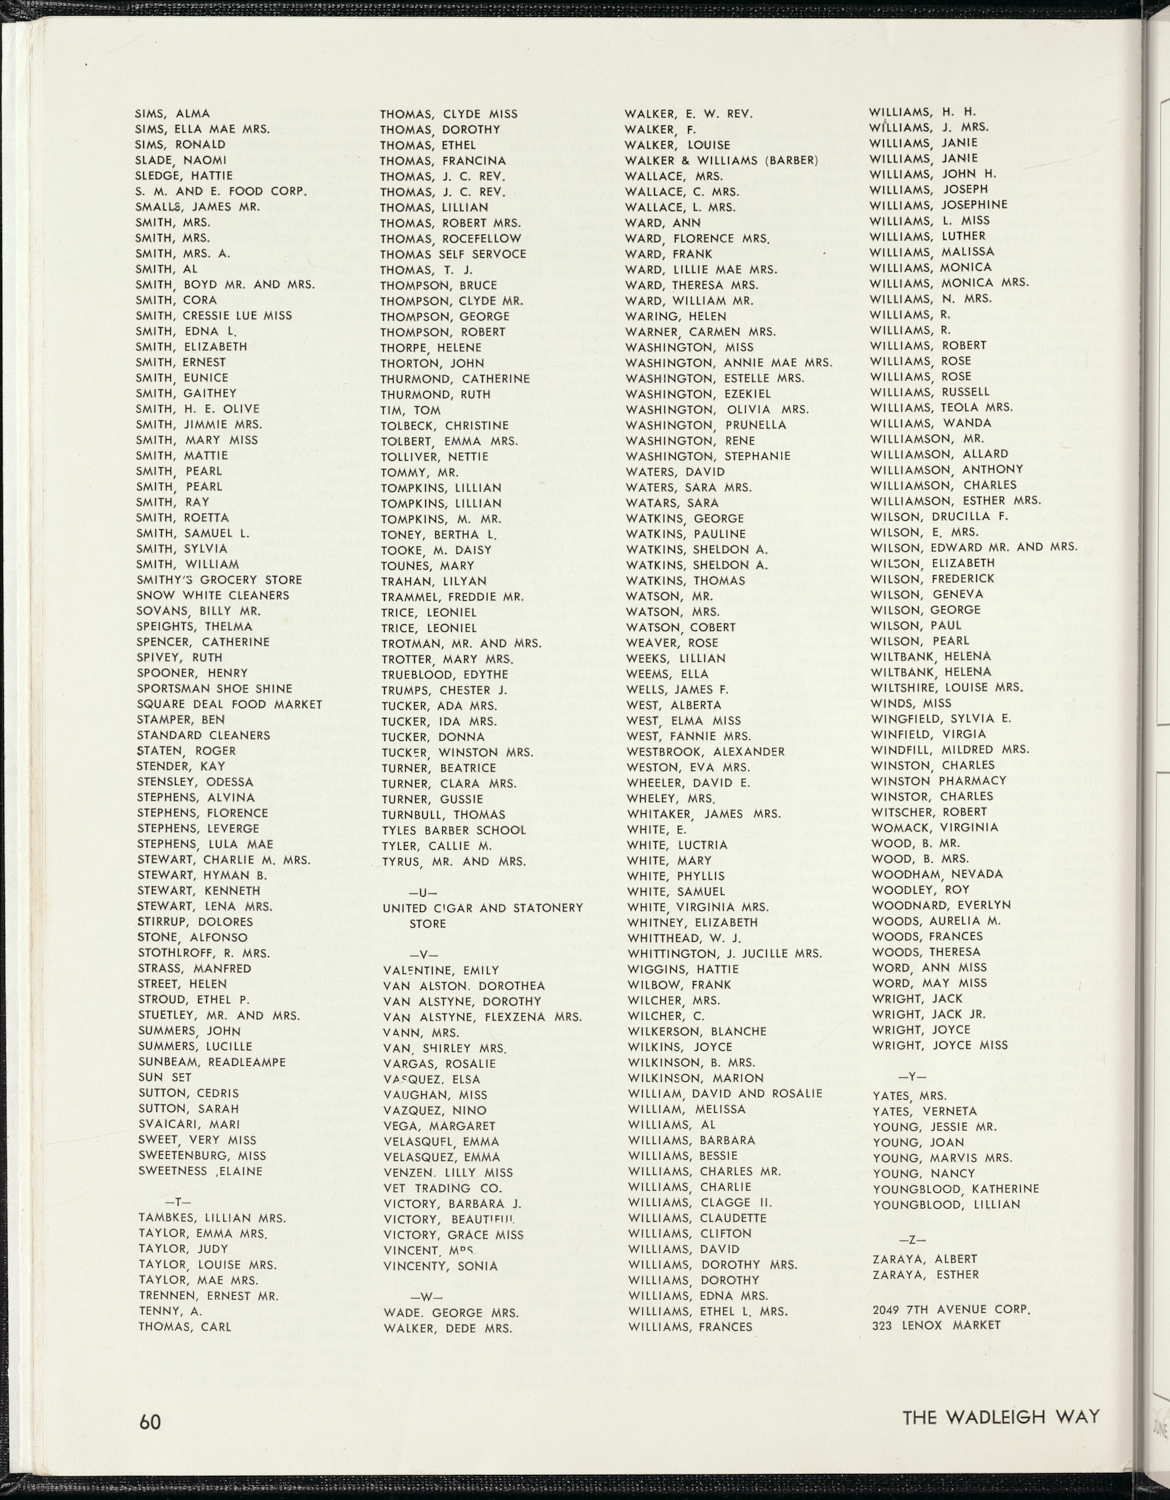 SIMS, ALMA
SIMS, ELLA MAE MRS.
SIMS, RONALD
SLADE, NAOMI
SLEDGE, HATTIE
S. M. AND E. FOOD CORP.
SMALLS, JAMES MR.
SMITH, MRS.
SMITH, MRS.
SMITH, MRS. A.
SMITH, AL
SMITH, BOYD MR. AND MRS.
SMITH, CORA
SMITH, CRESSIE LUE MISS
SMITH, EDNA L.
SMITH, ELIZABETH
SMITH, ERNEST
SMITH, EUNICE
SMITH, GAITHEY
SMITH, H. E. OLIVE
SMITH, JIMMIE MRS.
SMITH, MARY MISS
SMITH, MATTIE
SMITH, PEARL
SMITH, PEARL
SMITH, RAY
SMITH, ROETTA
SMITH, SAMUEL L.
SMITH, SYLVIA
SMITH, WILLIAM
SMITHY'S GROCERY STORE
SNOW WHITE CLEANERS
SOVANS, BILLY MR.
SPEIGHTS, THELMA
SPENCER, CATHERINE
SPIVEY, RUTH
SPOONER, HENRY
SPORTSMAN SHOE SHINE
SQUARE DEAL FOOD MARKET
STAMPER, BEN
STANDARD CLEANERS
STATEN, ROGER
STENDER, KAY
STENSLEY, ODESSA
STEPHENS, ALVINA
STEPHENS, FLORENCE
STEPHENS, LEVERGE
STEPHENS, LULA MAE
STEWART, CHARLIE M. MRS.
STEWART, HYMAN B.
STEWART, KENNETH
STEWART, LENA MRS.
STIRRUP, DOLORES
STONE, ALFONSO
STOTHLROFF, R. MRS.
STRASS, MANFRED
STREET, HELEN
STROUD, ETHEL P.
STUETLEY, MR. AND MRS.
SUMMERS, JOHN
SUMMERS, LUCILLE
SUNBEAM, READLEAMPE
SUN SET
SUTTON, CEDRIS
SUTTON, SARAH
SVAICARI, MARI
SWEET, VERY MISS
SWEETENBURG, MISS
SWEETNESS ,ELAINE
—T—
TAMBKES, LILLIAN MRS.
TAYLOR, EMMA MRS.
TAYLOR, JUDY
TAYLOR, LOUISE MRS.
TAYLOR, MAE MRS.
TRENNEN, ERNEST MR.
TENNY, A.
THOMAS, CARL
THOMAS, CLYDE MISS
THOMAS, DOROTHY
THOMAS, ETHEL
THOMAS, FRANCINA
THOMAS, J. C. REV.
THOMAS, J. C. REV.
THOMAS, LILLIAN
THOMAS, ROBERT MRS.
THOMAS, ROCEFELLOW
THOMAS SELF SERVOCE
THOMAS, T. J.
THOMPSON, BRUCE
THOMPSON, CLYDE MR.
THOMPSON, GEORGE
THOMPSON, ROBERT
THORPE, HELENE
THORTON, JOHN
THURMOND, CATHERINE
THURMOND, RUTH
TIM, TOM
TOLBECK, CHRISTINE
TOLBERT, EMMA MRS.
TOLLIVER, NETTIE
TOMMY, MR.
TOMPKINS, LILLIAN
TOMPKINS, LILLIAN
TOMPKINS, M. MR.
TONEY, BERTHA L.
TOOKE, M. DAISY
TOUNES, MARY
TRAHAN, LILYAN
TRAMMEL, FREDDIE MR.
TRICE, LEONIEL
TRICE, LEONIEL
TROTMAN, MR. AND MRS.
TROTTER, MARY MRS.
TRUEBLOOD, EDYTHE
TRUMPS, CHESTER J.
TUCKER, ADA MRS.
TUCKER, IDA MRS.
TUCKER, DONNA
TUCKER, WINSTON MRS.
TURNER, BEATRICE
TURNER, CLARA MRS.
TURNER, GUSSIE
TURNBULL, THOMAS
TYLES BARBER SCHOOL
TYLER, CALLIE M.
TYRUS, MR. AND MRS.
—U—
UNITED CIGAR AND STATONERY
STORE
—V—
VALENTINE, EMILY
VAN ALSTON. DOROTHEA
VAN ALSTYNE, DOROTHY
VAN ALSTYNE, FLEXZENA MRS.
VANN, MRS.
VAN, SHIRLEY MRS.
VARGAS, ROSALIE
VASQUEZ, ELSA
VAUGHAN, MISS
VAZQUEZ, NINO
VEGA, MARGARET
VELASQUEL, EMMA
VELASQUEZ, EMMA
VENZEN. LILLY MISS
VET TRADING CO.
VICTORY, BARBARA J.
VICTORY, BEAUTIFUL
VICTORY, GRACE MISS
VINCENT, MRS.
VINCENTY, SONIA
—W—
WADE. GEORGE MRS.
WALKER, DEDE MRS.
WALKER, E. W. REV.
WALKER, F.
WALKER, LOUISE
WALKER & WILLIAMS (BARBER)
WALLACE, MRS.
WALLACE, C. MRS.
WALLACE, L. MRS.
WARD, ANN
WARD, FLORENCE MRS.
WARD, FRANK
WARD, LILLIE MAE MRS.
WARD, THERESA MRS.
WARD, WILLIAM MR.
WARING, HELEN
WARNER, CARMEN MRS.
WASHINGTON, MISS
WASHINGTON, ANNIE MAE MRS.
WASHINGTON, ESTELLE MRS.
WASHINGTON, EZEKIEL
WASHINGTON, OLIVIA MRS.
WASHINGTON, PRUNELLA
WASHINGTON, RENE
WASHINGTON, STEPHANIE
WATERS, DAVID
WATERS, SARA MRS.
WATARS, SARA
WATKINS, GEORGE
WATKINS, PAULINE
WATKINS, SHELDON A.
WATKINS, SHELDON A.
WATKINS, THOMAS
WATSON, MR.
WATSON, MRS.
WATSON, COBERT
WEAVER, ROSE
WEEKS, LILLIAN
WEEMS, ELLA
WELLS, JAMES F.
WEST, ALBERTA
WEST, ELMA MISS
WEST, FANNIE MRS.
WESTBROOK, ALEXANDER
WESTON, EVA MRS.
WHEELER, DAVID E.
WHELEY, MRS.
WHITAKER, JAMES MRS.
WHITE, E.
WHITE, LUCTRIA
WHITE, MARY
WHITE, PHYLLIS
WHITE, SAMUEL
WHITE, VIRGINIA MRS.
WHITNEY, ELIZABETH
WHITTHEAD, W. J.
WHITTINGTON, J. JUCILLE MRS.
WIGGINS, HATTIE
WILBOW, FRANK
WILCHER, MRS.
WILCHER, C.
WILKERSON, BLANCHE
WILKINS, JOYCE
WILKINSON, B. MRS.
WILKINSON, MARION
WILLIAM, DAVID AND ROSALIE
WILLIAM, MELISSA
WILLIAMS, AL
WILLIAMS, BARBARA
WILLIAMS, BESSIE
WILLIAMS, CHARLES MR.
WILLIAMS, CHARLIE
WILLIAMS, CLAGGE II.
WILLIAMS, CLAUDETTE
WILLIAMS, CLIFTON
WILLIAMS, DAVID
WILLIAMS, DOROTHY MRS.
WILLIAMS, DOROTHY
WILLIAMS, EDNA MRS.
WILLIAMS, ETHEL L. MRS.
WILLIAMS, FRANCES
WILLIAMS, H. H.
WILLIAMS, J. MRS.
WILLIAMS, JANIE
WILLIAMS, JANIE
WILLIAMS, JOHN H.
WILLIAMS, JOSEPH
WILLIAMS, JOSEPHINE
WILLIAMS, L. MISS
WILLIAMS, LUTHER
WILLIAMS, MALISSA
WILLIAMS, MONICA
WILLIAMS, MONICA MRS.
WILLIAMS, N. MRS.
WILLIAMS, R.
WILLIAMS, R.
WILLIAMS, ROBERT
WILLIAMS, ROSE
WILLIAMS, ROSE
WILLIAMS, RUSSELL
WILLIAMS, TEOLA MRS.
WILLIAMS, WANDA
WILLIAMSON, MR.
WILLIAMSON, ALLARD
WILLIAMSON, ANTHONY
WILLIAMSON, CHARLES
WILLIAMSON, ESTHER MRS.
WILSON, DRUCILLA F.
WILSON, E. MRS.
WILSON, EDWARD MR. AND MRS.
WILSON, ELIZABETH
WILSON, FREDERICK
WILSON, GENEVA
WILSON, GEORGE
WILSON, PAUL
WILSON, PEARL
WILTBANK, HELENA
WILTBANK, HELENA
WILTSHIRE, LOUISE MRS.
WINDS, MISS
WINGFIELD, SYLVIA E.
WINFIELD, VIRGIA
WINDFILL, MILDRED MRS.
WINSTON, CHARLES
WINSTON PHARMACY
WINSTOR, CHARLES
WITSCHER, ROBERT
WOMACK, VIRGINIA
WOOD, B. MR.
WOOD, B. MRS.
WOODHAM, NEVADA
WOODLEY, ROY
WOODNARD, EVERLYN
WOODS, AURELIA M.
WOODS, FRANCES
WOODS, THERESA
WORD, ANN MISS
WORD, MAY MISS
WRIGHT, JACK
WRIGHT, JACK JR.
WRIGHT, JOYCE
WRIGHT, JOYCE MISS
—Y—
YATES, MRS.
YATES, VERNETA
YOUNG, JESSIE MR.
YOUNG, JOAN
YOUNG, MARVIS MRS.
YOUNG, NANCY
YOUNGBLOOD, KATHERINE
YOUNGBLOOD, LILLIAN
—Z—
ZARAYA, ALBERT
ZARAYA, ESTHER
2049 7TH AVENUE CORP.
323 LENOX MARKET
60
THE WADLEIGH WAY